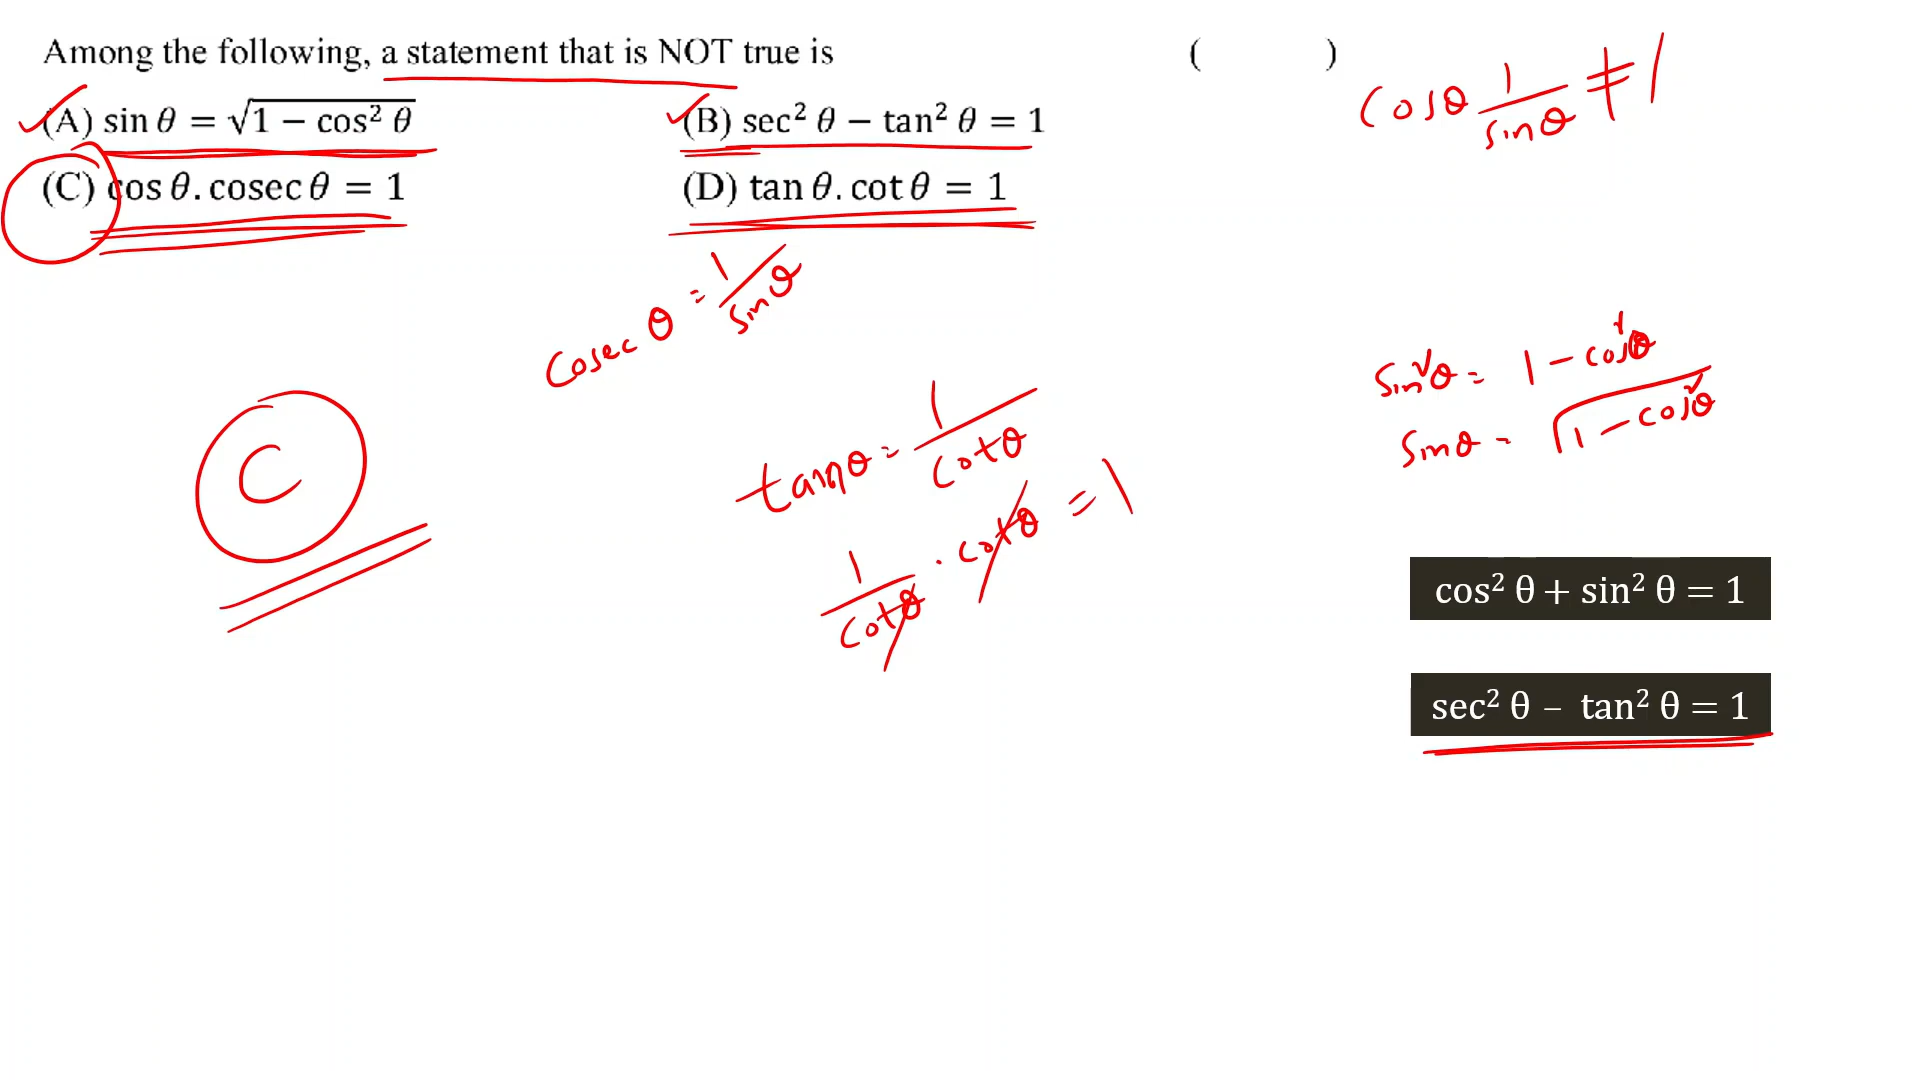 Among the following, a statement that is NOT true is ( )
(A) sin θ = √1 − cos² θ (B) sec² θ − tan² θ = 1
(C) cos θ. cosec θ = 1 (D) tan θ. cot θ = 1
cosθ 1/sinθ ≠ 1
cosec θ = 1/sinθ
sin²θ = 1 − cos²θ
sinθ = √1 − cos²θ
C
tanθ = 1/cotθ
1/cotθ · cotθ = 1
cos² θ + sin² θ = 1
sec² θ – tan² θ = 1